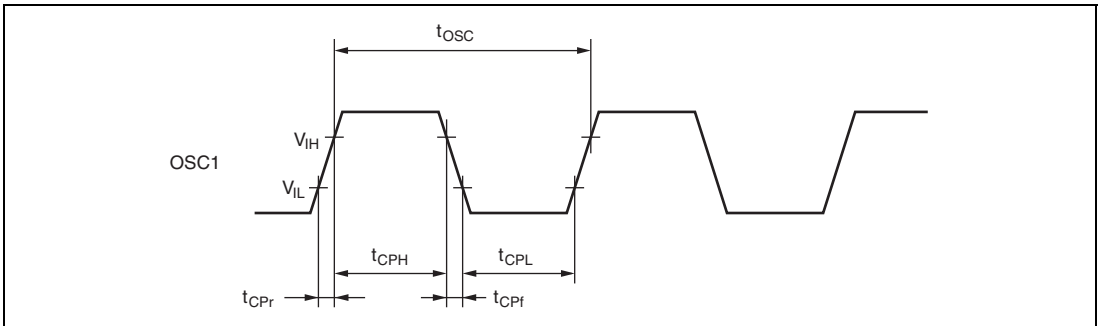 tOSC
VIH
OSC1
VIL
tCPH
tCPL
tCPr
tCPf